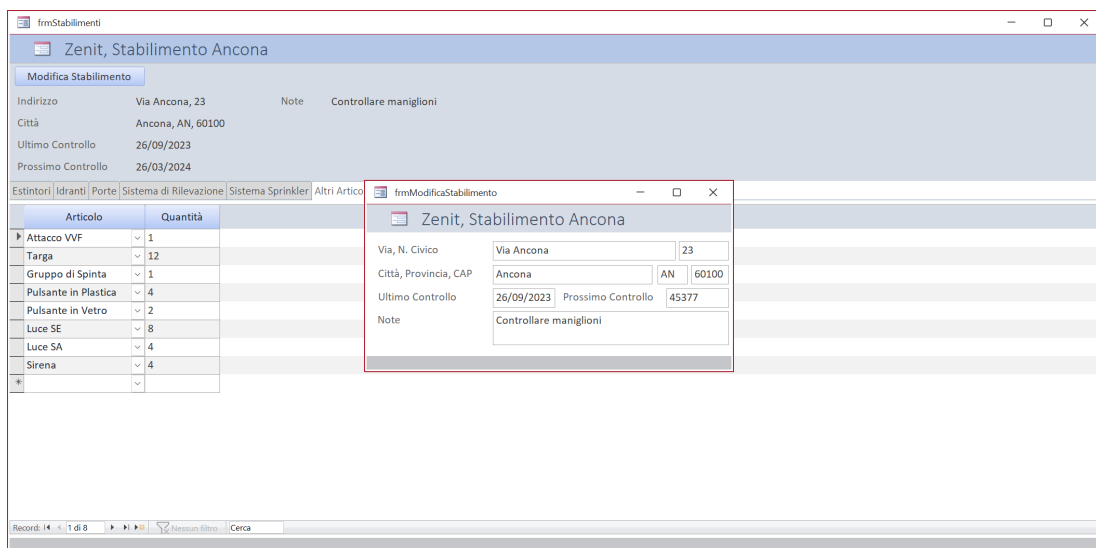 frmStabilimenti
Zenit, Stabilimento Ancona
Modifica Stabilimento
Indirizzo Via Ancona, 23 Note Controllare maniglioni
Città Ancona, AN, 60100
Ultimo Controllo 26/09/2023
Prossimo Controllo 26/03/2024
Estintori Idranti Porte Sistema di Rilevazione Sistema Sprinkler Altri Artico
Articolo Quantità
Attacco VVF 1
Targa 12
Gruppo di Spinta 1
Pulsante in Plastica 4
Pulsante in Vetro 2
Luce SE 8
Luce SA 4
Sirena 4
*
frmModificaStabilimento
Zenit, Stabilimento Ancona
Via, N. Civico Via Ancona 23
Città, Provincia, CAP Ancona AN 60100
Ultimo Controllo 26/09/2023 Prossimo Controllo 45377
Note Controllare maniglioni
Record: 1 di 8 Nessun filtro Cerca